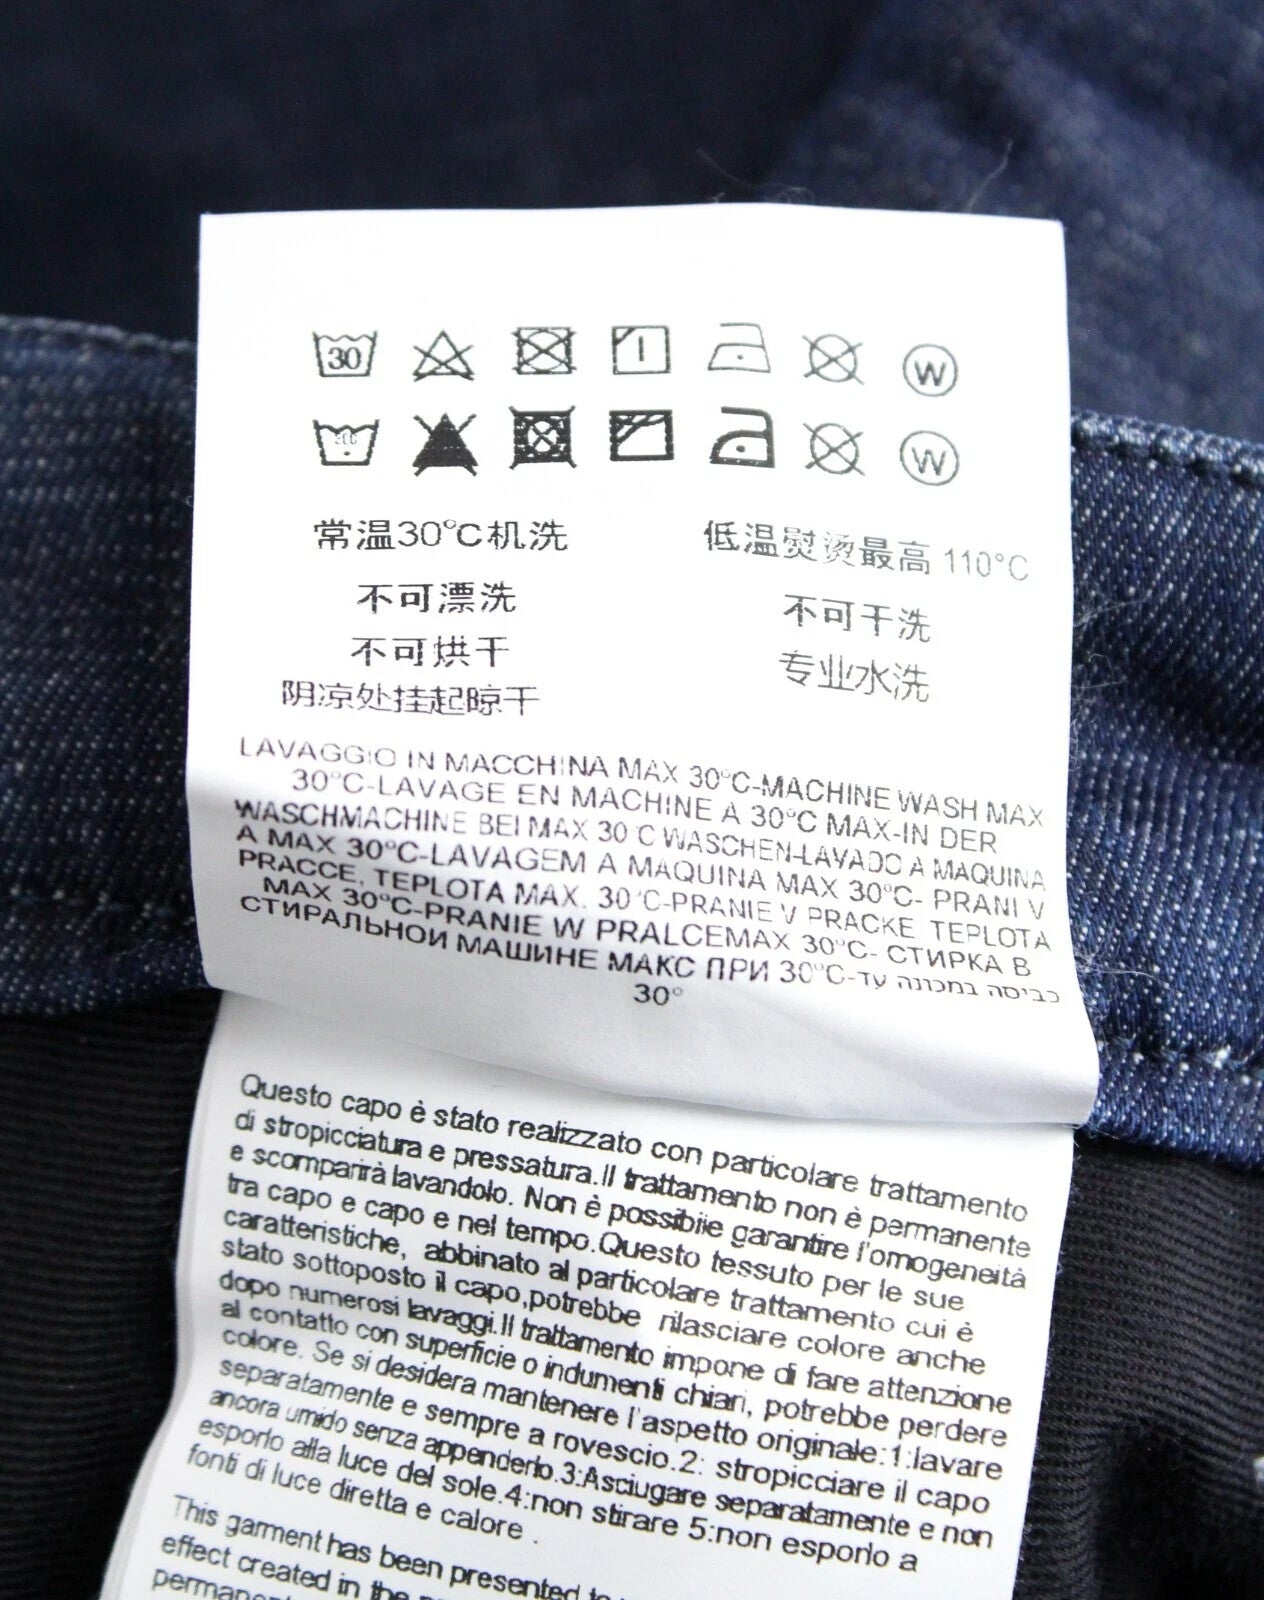 30
W
W
常温30°C机洗
不可漂洗
不可烘干
阴凉处挂起晾干
低温熨烫最高 110°C
不可干洗
专业水洗
LAVAGGIO IN MACCHINA MAX 30°C-MACHINE WASH MAX
30°C-LAVAGE EN MACHINE A 30°C MAX-IN DER
WASCHMACHINE BEI MAX 30°C WASCHEN-LAVADO A MAQUINA
A MAX 30°C-LAVAGEM A MAQUINA MAX 30°C- PRANI V
PRACCE, TEPLOTA MAX. 30°C-PRANIE V PRACKE TEPLOTA
MAX 30°C-PRANIE W PRALCEMAX 30°C- СТИРКА В
СТИРАЛЬНОИ МАШИНЕ МАКС ПРИ 30°C-כביסה במכונה עד
30°
Questo capo è stato realizzato con particolare trattamento
di stropicciatura e pressatura.Il trattamento non è permanente
e scomparirà lavandolo. Non è possibile garantire l'omogeneità
tra capo e capo e nel tempo.Questo tessuto per le sue
caratteristiche, abbinato al particolare trattamento cui è
stato sottoposto il capo,potrebbe rilasciare colore anche
dopo numerosi lavaggi.Il trattamento impone di fare attenzione
al contatto con superficie o indumenti chiari, potrebbe perdere
colore. Se si desidera mantenere l'aspetto originale:1:lavare
separatamente e sempre a rovescio.2: stropicciare il capo
ancora umido senza appenderlo.3:Asciugare separatamente e non
esporlo alla luce del sole.4:non stirare 5:non esporlo a
fonti di luce diretta e calore .
This garment has been presented
effect created in the